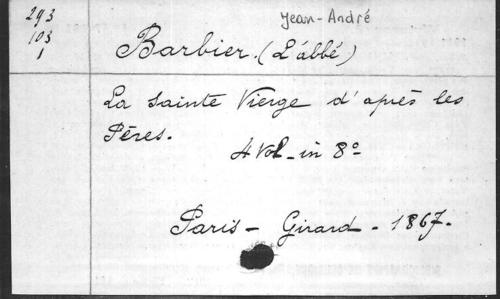 293
103
1
Jean-André
Barbier. (L'abbé)
La Sainte Vierge d'après les
Pères.
4 Vol - in 8º
Paris - Girard - 1867.